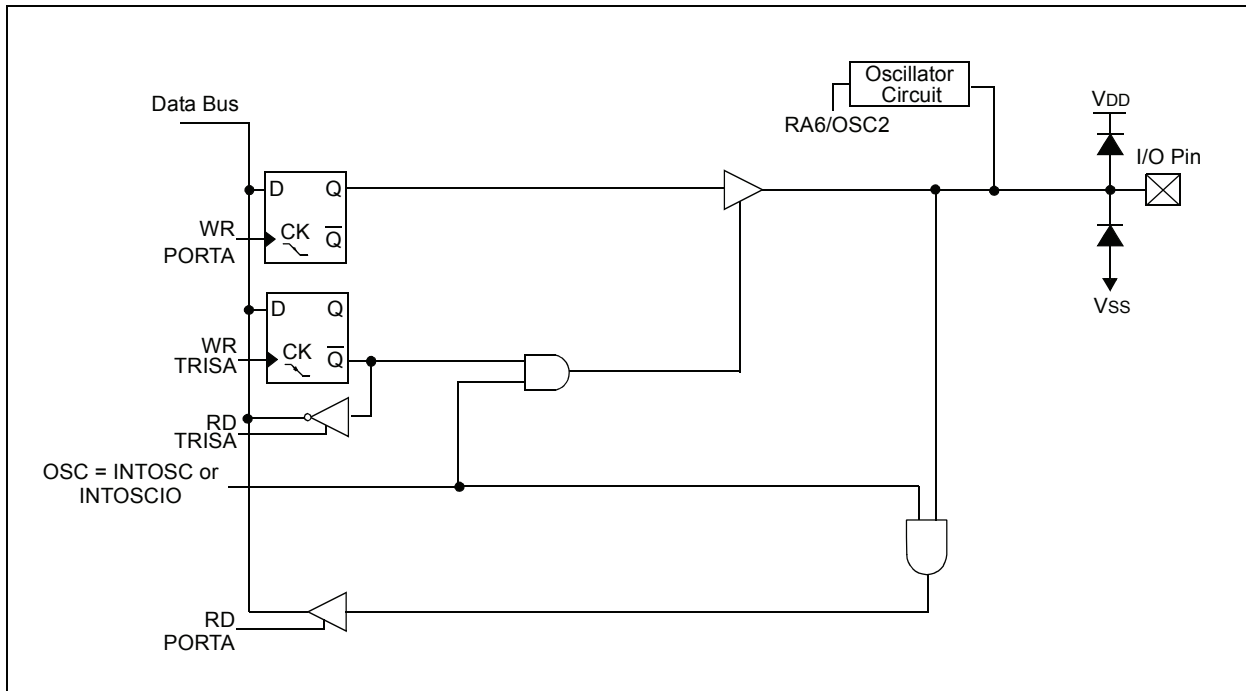 Oscillator
Circuit
VDD
Data Bus
RA6/OSC2
I/O Pin
D Q
WR
PORTA
CK Q̅
VSS
D Q
WR
TRISA
CK Q̅
RD
TRISA
OSC = INTOSC or
INTOSCIO
RD
PORTA